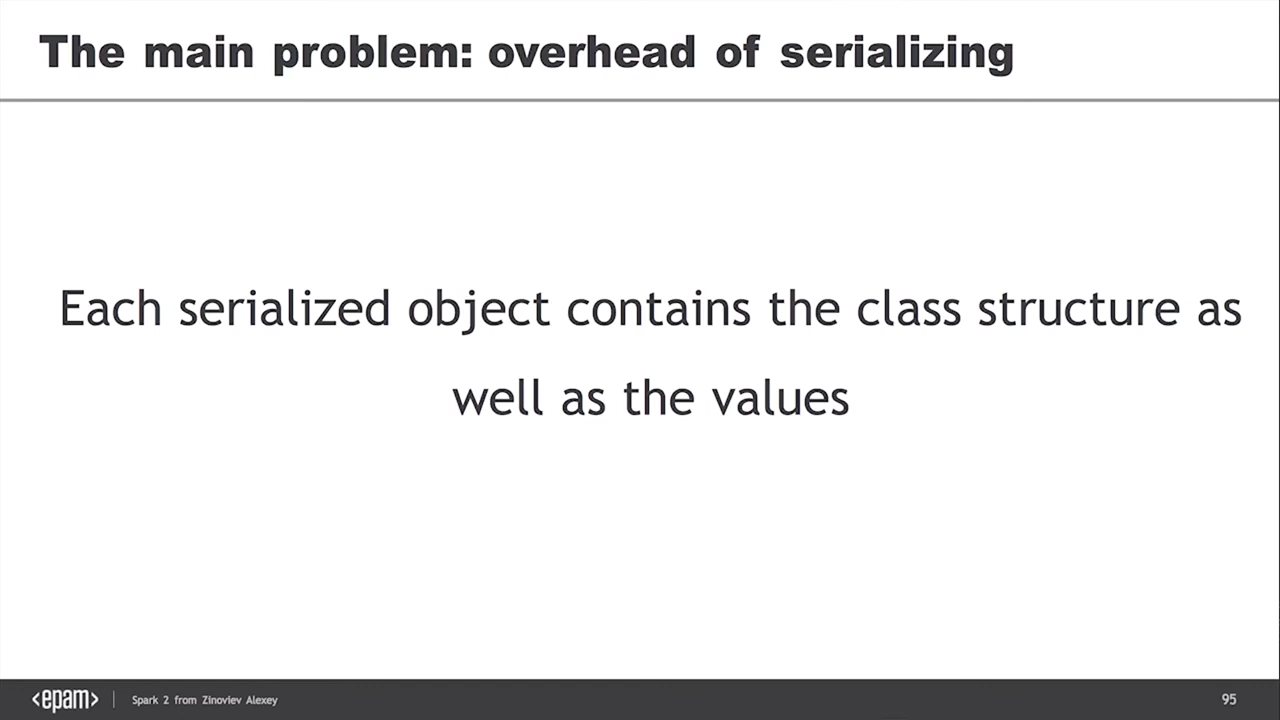 The main problem: overhead of serializing
Each serialized object contains the class structure as
well as the values
<epam> Spark 2 from Zinoviev Alexey 95